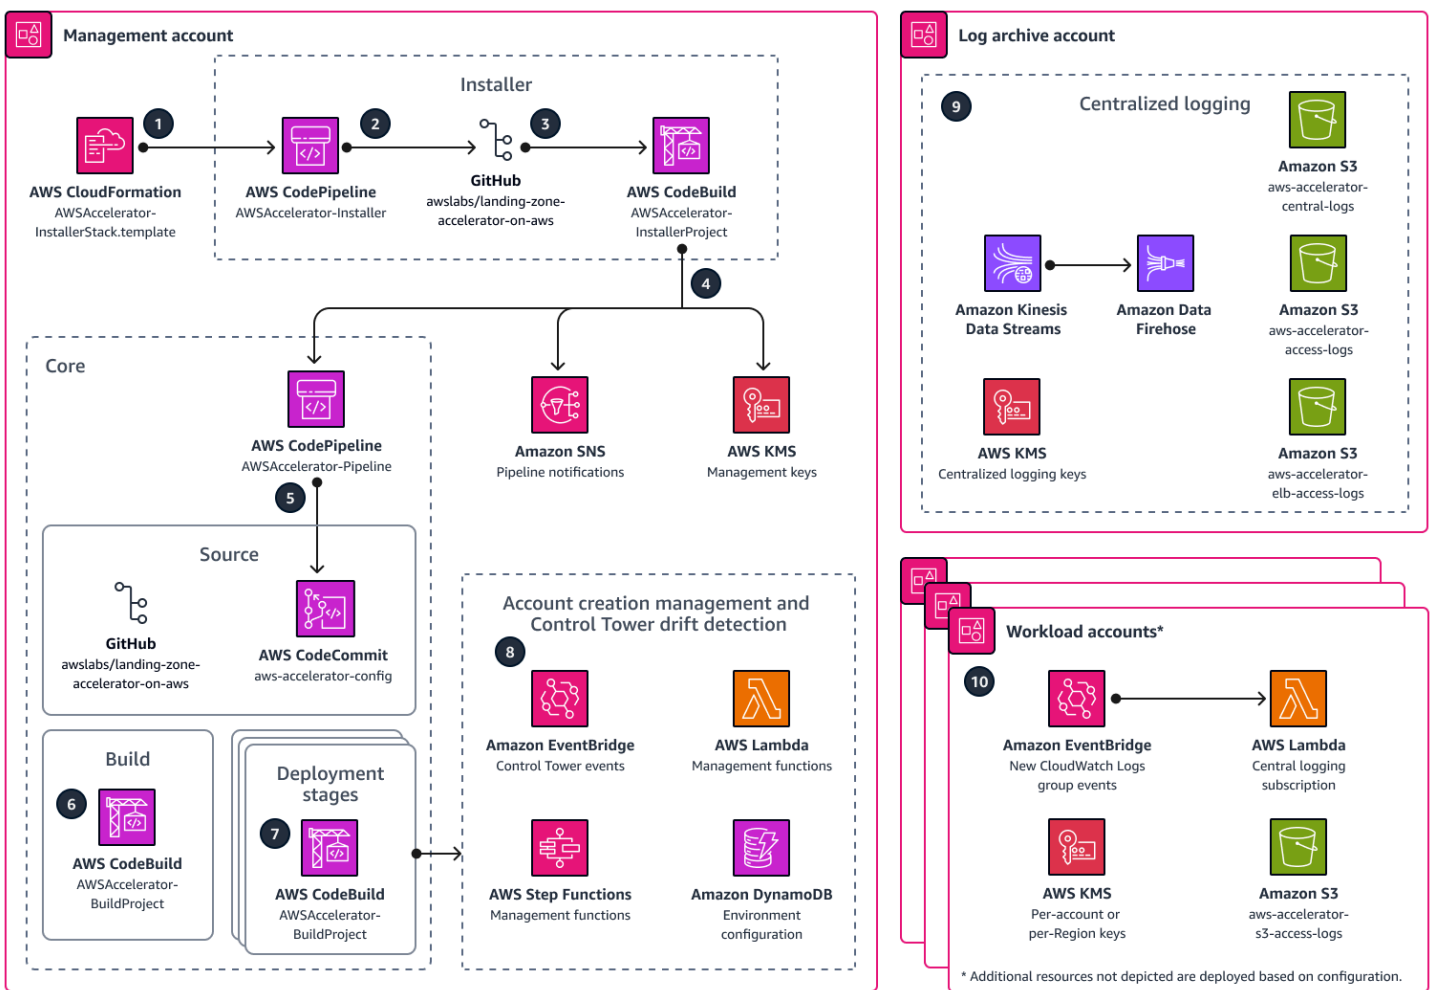 Management account
Installer
1
2
3
AWS CloudFormation
AWSAccelerator-
InstallerStack.template
AWS CodePipeline
AWSAccelerator-Installer
GitHub
awslabs/landing-zone-
accelerator-on-aws
AWS CodeBuild
AWSAccelerator-
InstallerProject
4
Core
AWS CodePipeline
AWSAccelerator-Pipeline
Amazon SNS
Pipeline notifications
AWS KMS
Management keys
5
Source
GitHub
awslabs/landing-zone-
accelerator-on-aws
AWS CodeCommit
aws-accelerator-config
Build
6
AWS CodeBuild
AWSAccelerator-
BuildProject
Deployment
stages
7
AWS CodeBuild
AWSAccelerator-
BuildProject
Account creation management and
Control Tower drift detection
8
Amazon EventBridge
Control Tower events
AWS Lambda
Management functions
AWS Step Functions
Management functions
Amazon DynamoDB
Environment
configuration
Log archive account
9
Centralized logging
Amazon S3
aws-accelerator-
central-logs
Amazon Kinesis
Data Streams
Amazon Data
Firehose
Amazon S3
aws-accelerator-
access-logs
AWS KMS
Centralized logging keys
Amazon S3
aws-accelerator-
elb-access-logs
Workload accounts*
10
Amazon EventBridge
New CloudWatch Logs
group events
AWS Lambda
Central logging
subscription
AWS KMS
Per-account or
per-Region keys
Amazon S3
aws-accelerator-
s3-access-logs
* Additional resources not depicted are deployed based on configuration.